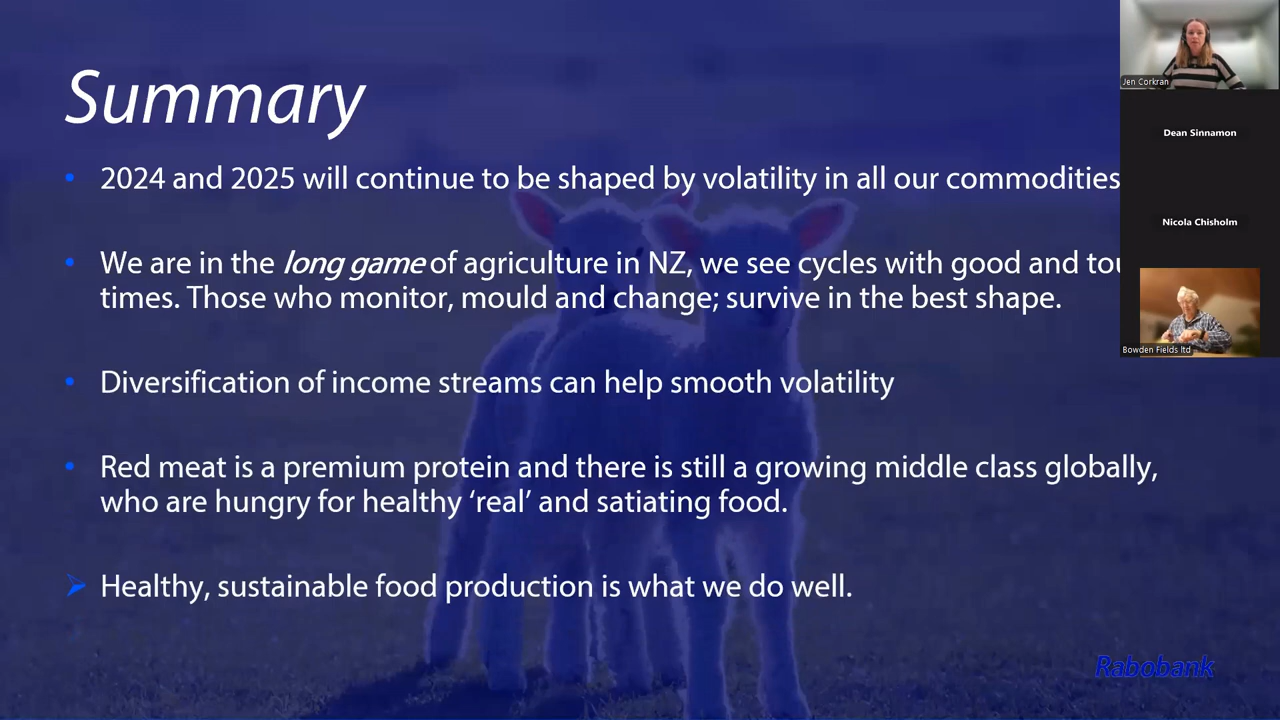 Summary
2024 and 2025 will continue to be shaped by volatility in all our commodities
We are in the long game of agriculture in NZ, we see cycles with good and
times. Those who monitor, mould and change; survive in the best shape.
Diversification of income streams can help smooth volatility
Red meat is a premium protein and there is still a growing middle class globally,
who are hungry for healthy ‘real’ and satiating food.
Healthy, sustainable food production is what we do well.
Rabobank
Jen Corkran
Dean Sinnamon
Nicola Chisholm
Bowden Fields ltd